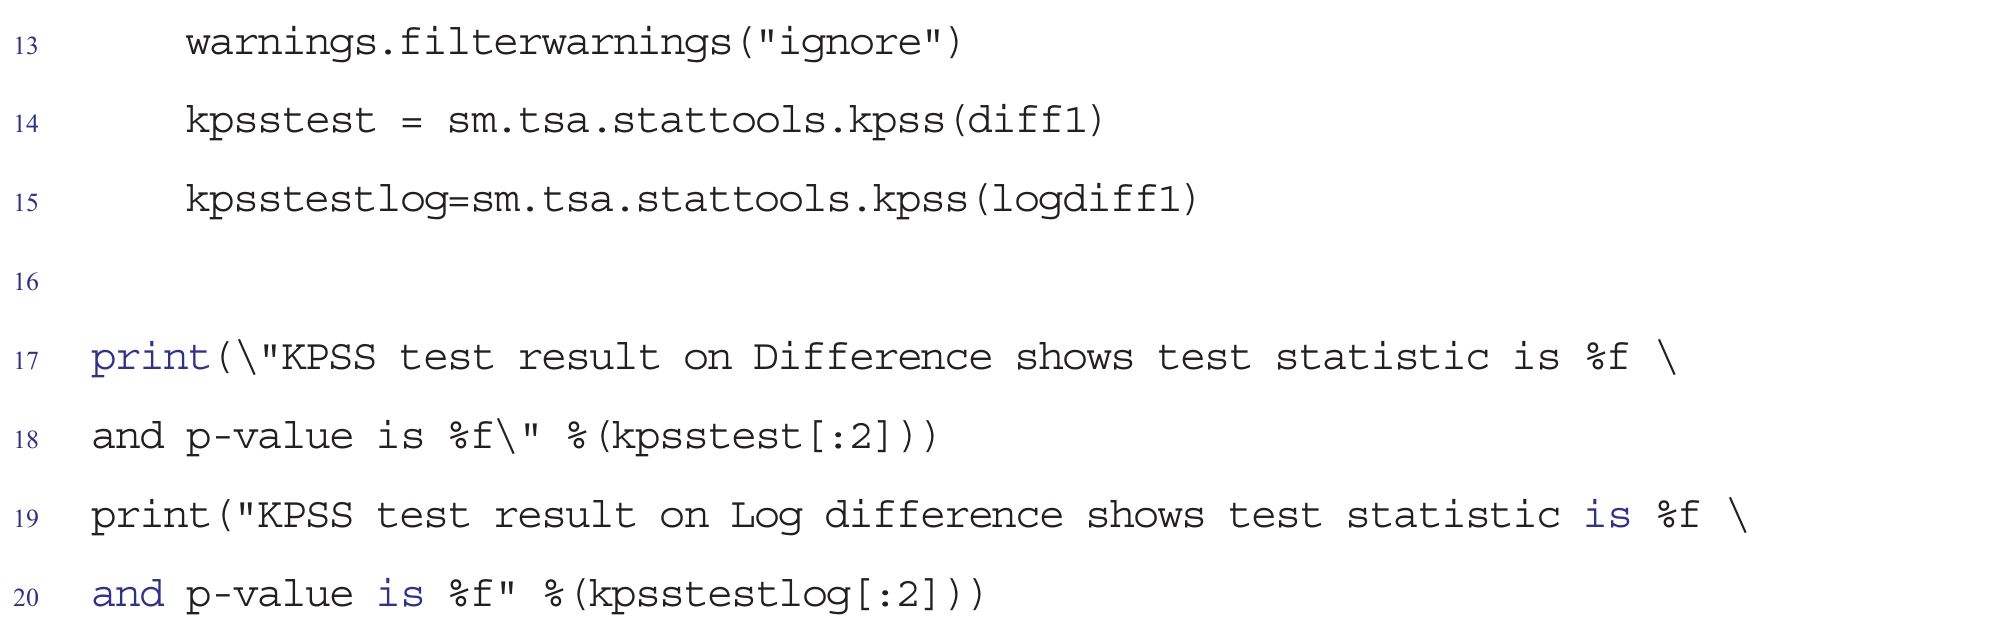 13 warnings.filterwarnings("ignore")
14 kpsstest = sm.tsa.stattools.kpss(diff1)
15 kpsstestlog=sm.tsa.stattools.kpss(logdiff1)
16
17 print(\"KPSS test result on Difference shows test statistic is %f \
18 and p-value is %f\" %(kpsstest[:2]))
19 print("KPSS test result on Log difference shows test statistic is %f \
20 and p-value is %f" %(kpsstestlog[:2]))